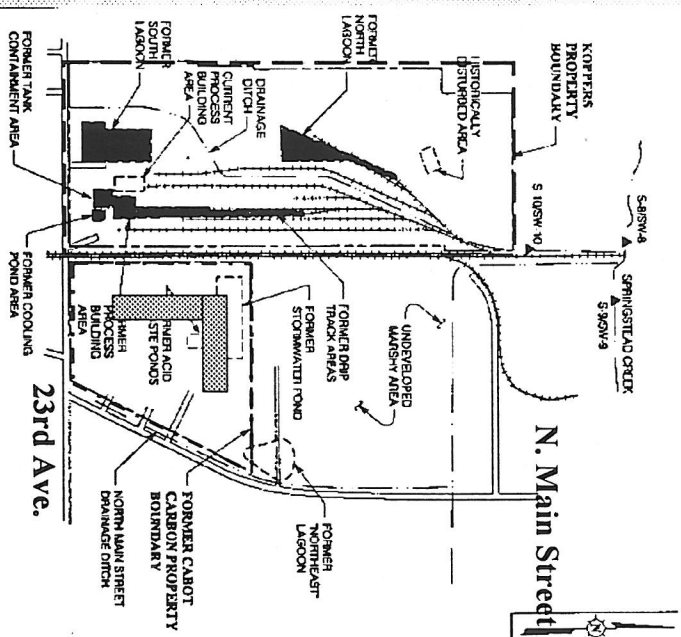 KOPPERS
PROPERTY
BOUNDARY
HISTORICALLY
DISTURBED AREA
FORMER
NORTH
LAGOON
DRAINAGE
DITCH
CURRENT
PROCESS
BUILDING
AREA
FORMER
SOUTH
LAGOON
FORMER TANK
CONTAINMENT AREA
S-8/SW-8
S 10/SW-10
SPRINGSTEAD CREEK
S-9/SW-9
UNDEVELOPED
MARSHY AREA
FORMER DRIP
TRACK AREAS
FORMER
STORMWATER POND
FORMER ACID
PONDS
FORMER
PROCESS
BUILDING
AREA
FORMER COOLING
POND AREA
N. Main Street
FORMER
"NORTHEAST"
LAGOON
FORMER CABOT
CARBON PROPERTY
BOUNDARY
NORTH MAIN STREET
DRAINAGE DITCH
23rd Ave.
N